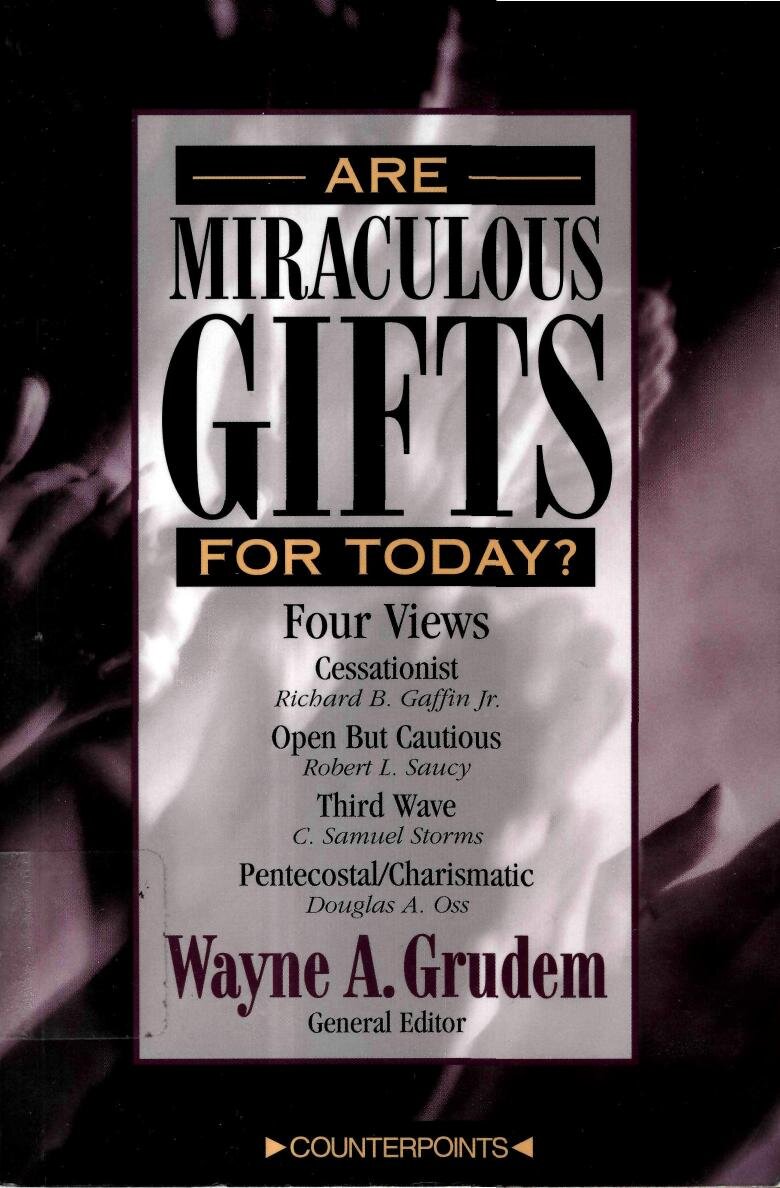 ARE
MIRACULOUS
GIFTS
FOR TODAY?
Four Views
Cessationist
Richard B. Gaffin Jr.
Open But Cautious
Robert L. Saucy
Third Wave
C. Samuel Storms
Pentecostal/Charismatic
Douglas A. Oss
Wayne A. Grudem
General Editor
COUNTERPOINTS